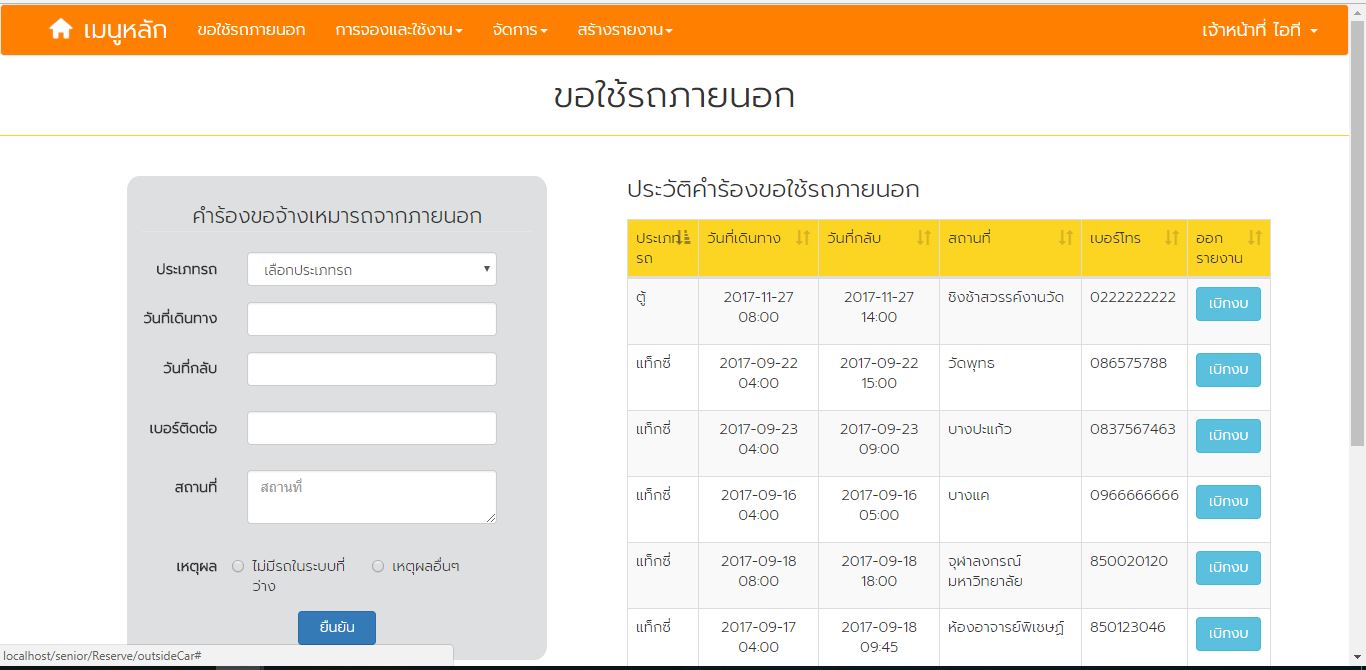 เมนูหลัก ขอใช้รถภายนอก การจองและใช้งาน จัดการ สร้างรายงาน เจ้าหน้าที่ ไอที
ขอใช้รถภายนอก
คำร้องขอจ้างเหมารถจากภายนอก
ประเภทรถ เลือกประเภทรถ
วันที่เดินทาง
วันที่กลับ
เบอร์ติดต่อ
สถานที่ สถานที่
เหตุผล ไม่มีรถในระบบที่ เหตุผลอื่นๆ
ว่าง
ยืนยัน
ประวัติคำร้องขอใช้รถภายนอก
ประเภท วันที่เดินทาง วันที่กลับ สถานที่ เบอร์โทร ออก
รถ รายงาน
ตู้ 2017-11-27 2017-11-27 ชิงช้าสวรรค์งานวัด 0222222222 เบิกงบ
08:00 14:00
แท็กซี่ 2017-09-22 2017-09-22 วัดพุทธ 086575788 เบิกงบ
04:00 15:00
แท็กซี่ 2017-09-23 2017-09-23 บางปะแก้ว 0837567463 เบิกงบ
04:00 09:00
แท็กซี่ 2017-09-16 2017-09-16 บางแค 0966666666 เบิกงบ
04:00 05:00
แท็กซี่ 2017-09-18 2017-09-18 จุฬาลงกรณ์ 850020120 เบิกงบ
08:00 18:00 มหาวิทยาลัย
แท็กซี่ 2017-09-17 2017-09-18 ห้องอาจารย์พิเชษฏ์ 850123046 เบิกงบ
04:00 09:45
localhost/senior/Reserve/outsideCar#